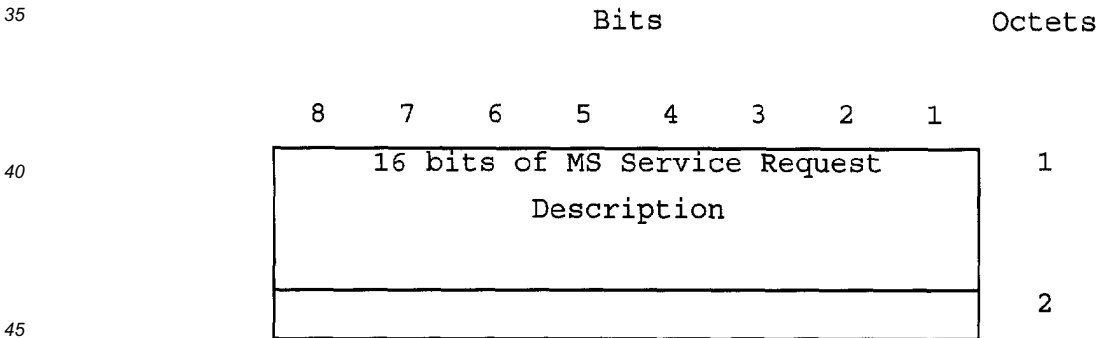 35 Bits Octets
8 7 6 5 4 3 2 1
40 16 bits of MS Service Request 1
Description
2
45